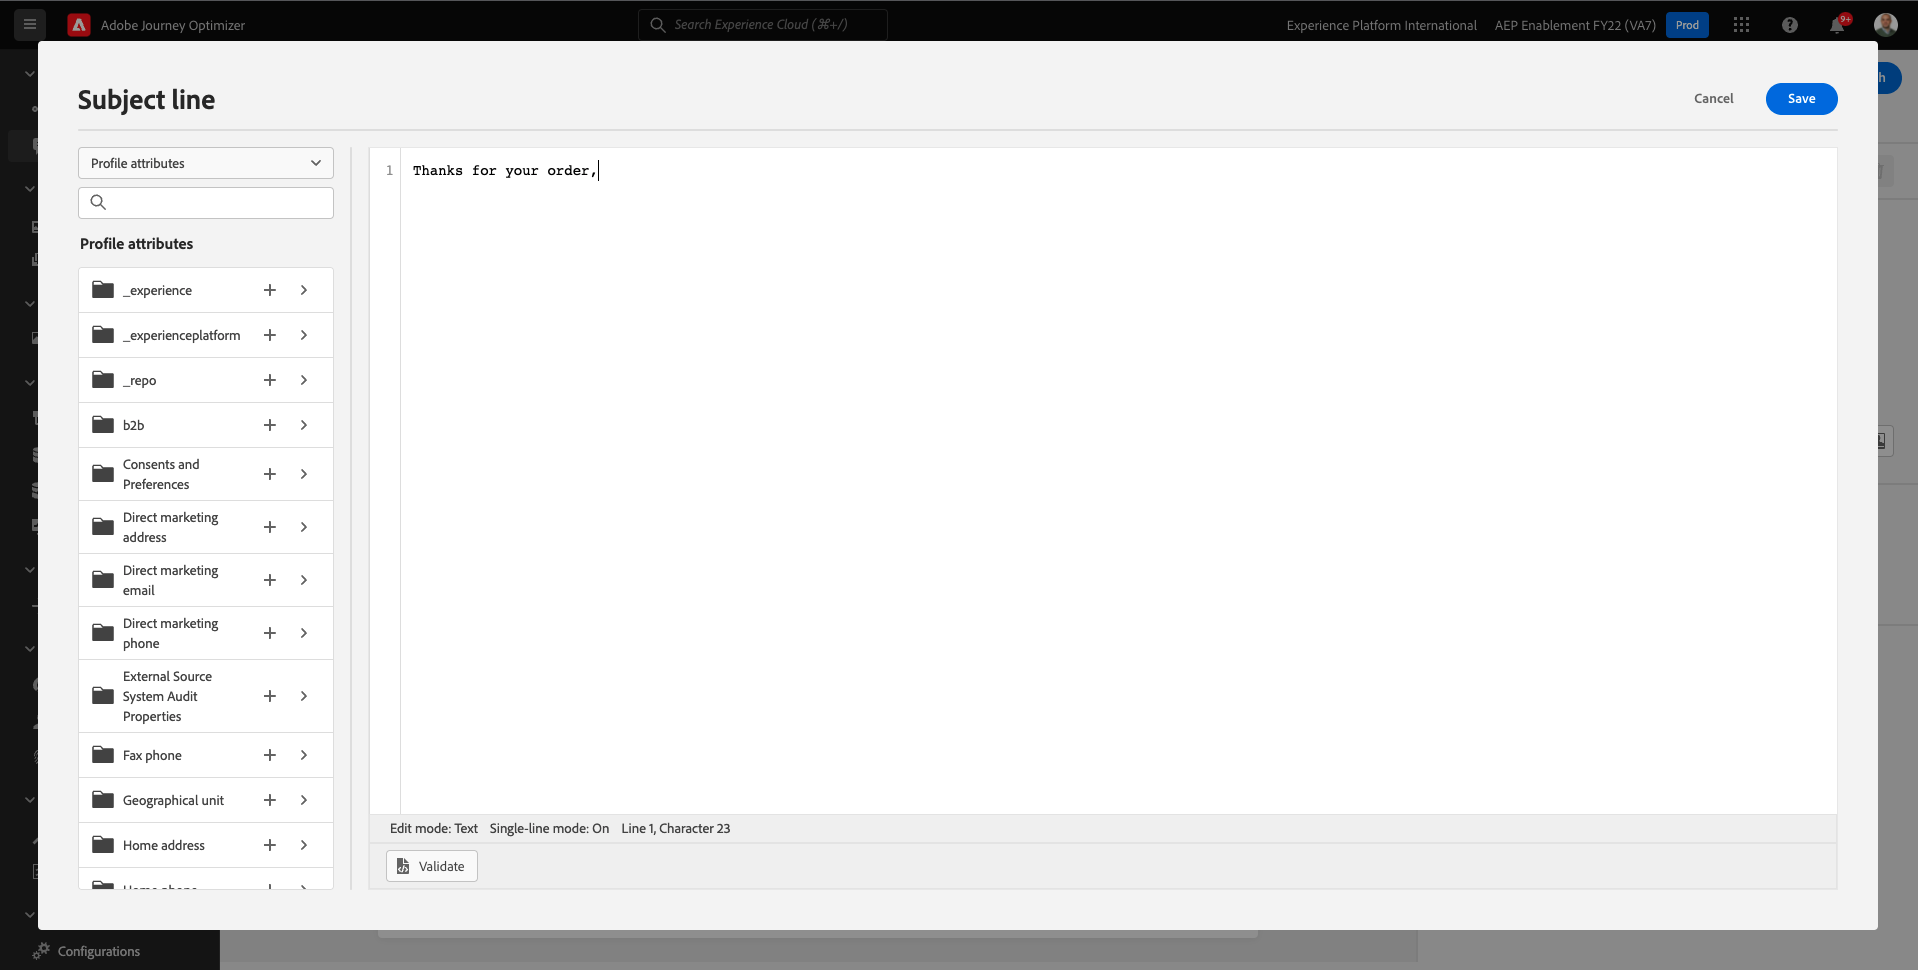 Adobe Journey Optimizer
Search Experience Cloud (⌘+/)
Experience Platform International
AEP Enablement FY22 (VA7)
Prod
9+
Subject line
Cancel
Save
Profile attributes
1
Thanks for your order,
Profile attributes
_experience
_experienceplatform
_repo
b2b
Consents and
Preferences
Direct marketing
address
Direct marketing
email
Direct marketing
phone
External Source
System Audit
Properties
Fax phone
Geographical unit
Home address
Home phone
Edit mode: Text
Single-line mode: On
Line 1, Character 23
Validate
Configurations